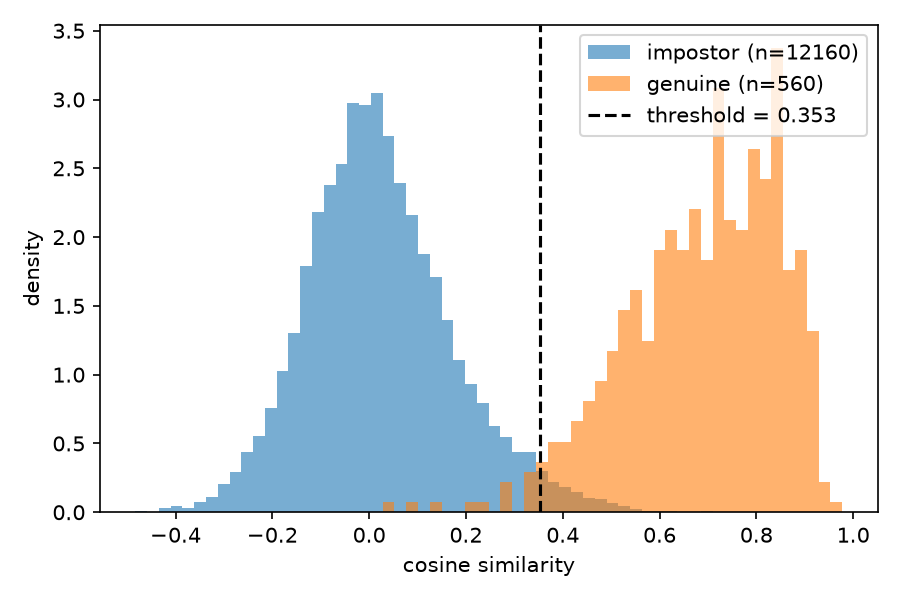 impostor (n=12160)
genuine (n=560)
threshold = 0.353
density
3.5
3.0
2.5
2.0
1.5
1.0
0.5
0.0
−0.4 −0.2 0.0 0.2 0.4 0.6 0.8 1.0
cosine similarity